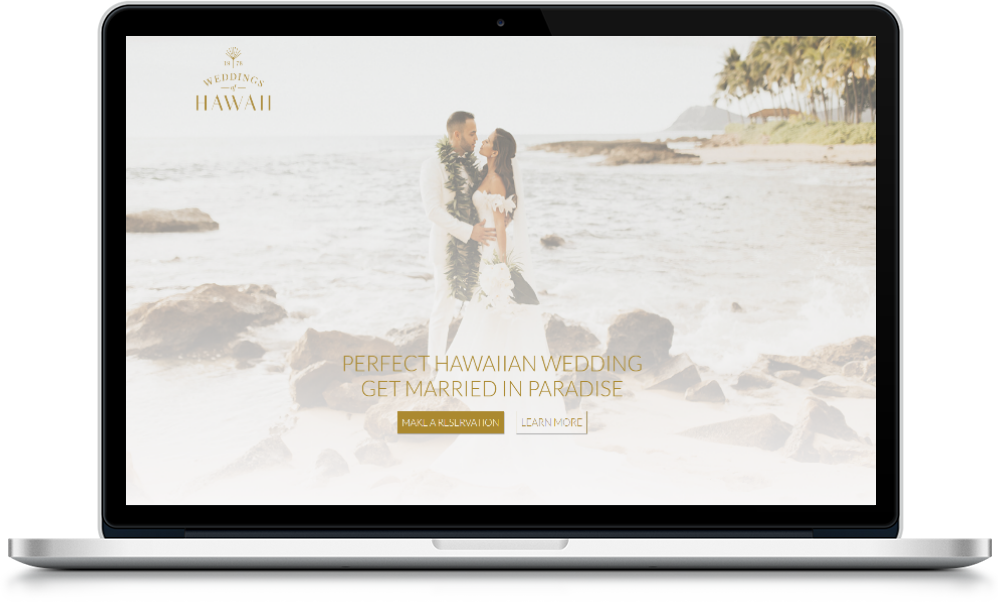 19 78
WEDDINGS
of
HAWAII
PERFECT HAWAIIAN WEDDING
GET MARRIED IN PARADISE
MAKE A RESERVATION
LEARN MORE